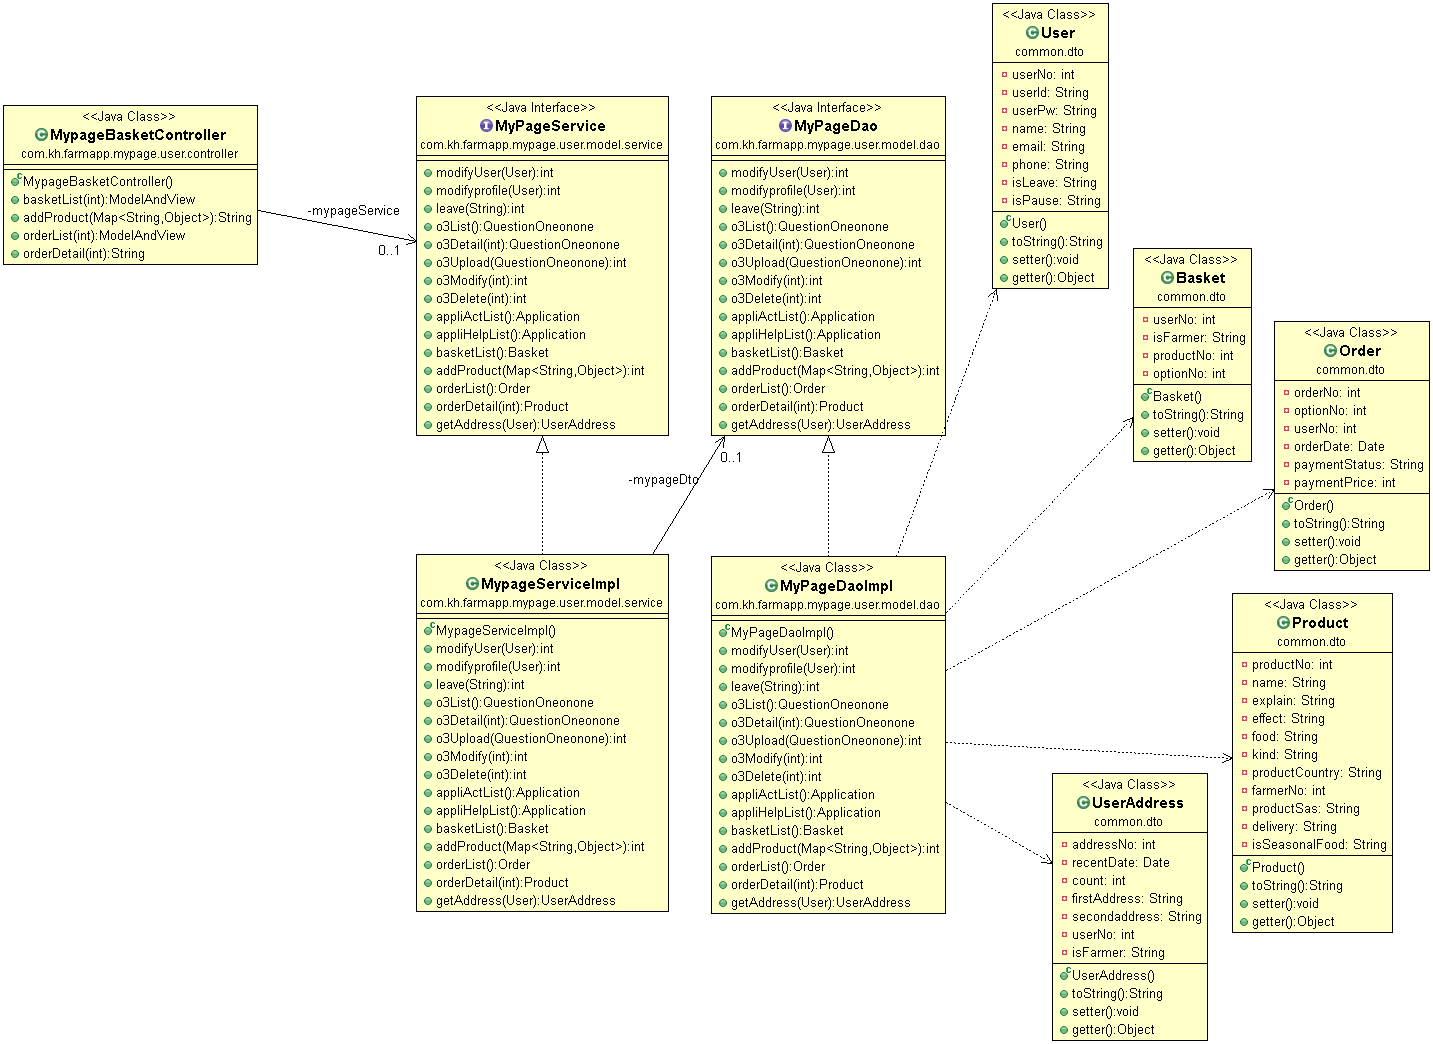 <<Java Class>>
MypageBasketController
com.kh.farmapp.mypage.user.controller
MypageBasketController()
basketList(int):ModelAndView
addProduct(Map<String,Object>):String
orderList(int):ModelAndView
orderDetail(int):String
-mypageService
0..1
<<Java Interface>>
MyPageService
com.kh.farmapp.mypage.user.model.service
modifyUser(User):int
modifyprofile(User):int
leave(String):int
o3List():QuestionOneonone
o3Detail(int):QuestionOneonone
o3Upload(QuestionOneonone):int
o3Modify(int):int
o3Delete(int):int
appliActList():Application
appliHelpList():Application
basketList():Basket
addProduct(Map<String,Object>):int
orderList():Order
orderDetail(int):Product
getAddress(User):UserAddress
<<Java Interface>>
MyPageDao
com.kh.farmapp.mypage.user.model.dao
modifyUser(User):int
modifyprofile(User):int
leave(String):int
o3List():QuestionOneonone
o3Detail(int):QuestionOneonone
o3Upload(QuestionOneonone):int
o3Modify(int):int
o3Delete(int):int
appliActList():Application
appliHelpList():Application
basketList():Basket
addProduct(Map<String,Object>):int
orderList():Order
orderDetail(int):Product
getAddress(User):UserAddress
-mypageDto
0..1
<<Java Class>>
MypageServiceImpl
com.kh.farmapp.mypage.user.model.service
MypageServiceImpl()
modifyUser(User):int
modifyprofile(User):int
leave(String):int
o3List():QuestionOneonone
o3Detail(int):QuestionOneonone
o3Upload(QuestionOneonone):int
o3Modify(int):int
o3Delete(int):int
appliActList():Application
appliHelpList():Application
basketList():Basket
addProduct(Map<String,Object>):int
orderList():Order
orderDetail(int):Product
getAddress(User):UserAddress
<<Java Class>>
MyPageDaoImpl
com.kh.farmapp.mypage.user.model.dao
MyPageDaoImpl()
modifyUser(User):int
modifyprofile(User):int
leave(String):int
o3List():QuestionOneonone
o3Detail(int):QuestionOneonone
o3Upload(QuestionOneonone):int
o3Modify(int):int
o3Delete(int):int
appliActList():Application
appliHelpList():Application
basketList():Basket
addProduct(Map<String,Object>):int
orderList():Order
orderDetail(int):Product
getAddress(User):UserAddress
<<Java Class>>
User
common.dto
userNo: int
userId: String
userPw: String
name: String
email: String
phone: String
isLeave: String
isPause: String
User()
toString():String
setter():void
getter():Object
<<Java Class>>
Basket
common.dto
userNo: int
isFarmer: String
productNo: int
optionNo: int
Basket()
toString():String
setter():void
getter():Object
<<Java Class>>
Order
common.dto
orderNo: int
optionNo: int
userNo: int
orderDate: Date
paymentStatus: String
paymentPrice: int
Order()
toString():String
setter():void
getter():Object
<<Java Class>>
Product
common.dto
productNo: int
name: String
explain: String
effect: String
food: String
kind: String
productCountry: String
farmerNo: int
productSas: String
delivery: String
isSeasonalFood: String
Product()
toString():String
setter():void
getter():Object
<<Java Class>>
UserAddress
common.dto
addressNo: int
recentDate: Date
count: int
firstAddress: String
secondaddress: String
userNo: int
isFarmer: String
UserAddress()
toString():String
setter():void
getter():Object